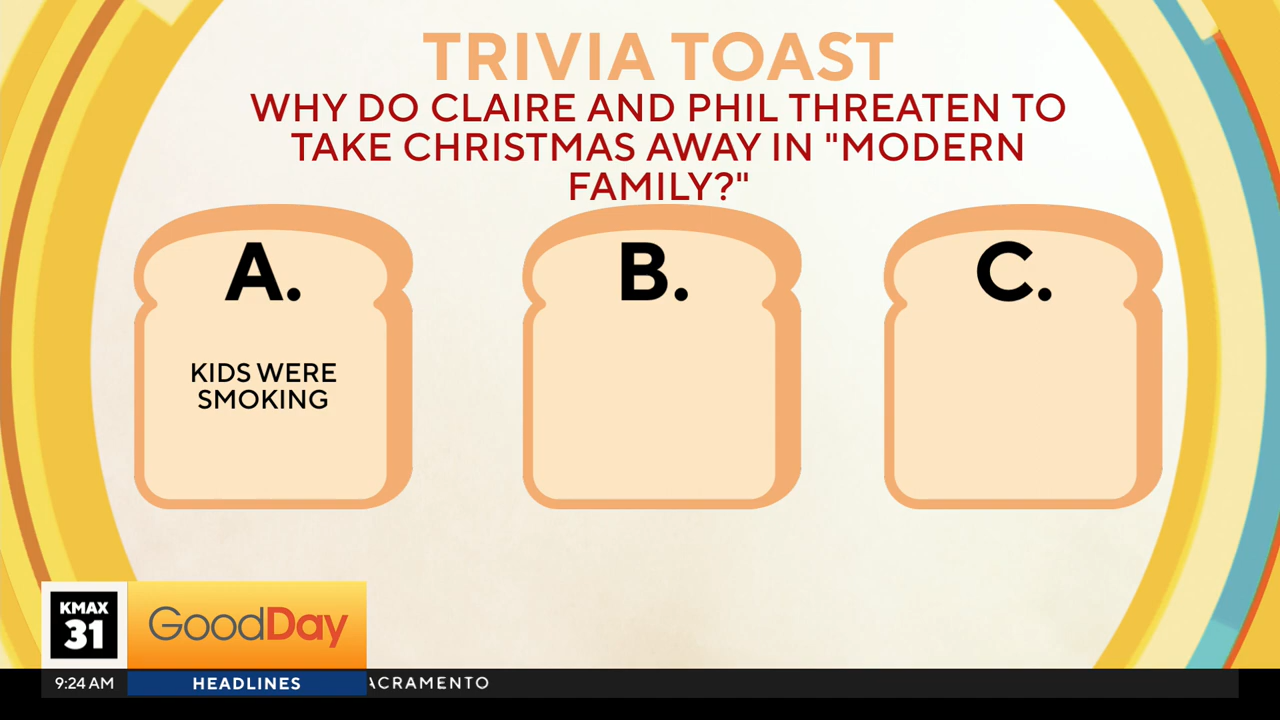 TRIVIA TOAST
WHY DO CLAIRE AND PHIL THREATEN TO
TAKE CHRISTMAS AWAY IN "MODERN
FAMILY?"
A.
B.
C.
KIDS WERE
SMOKING
KMAX
31
GoodDay
9:24 AM
HEADLINES
ACRAMENTO